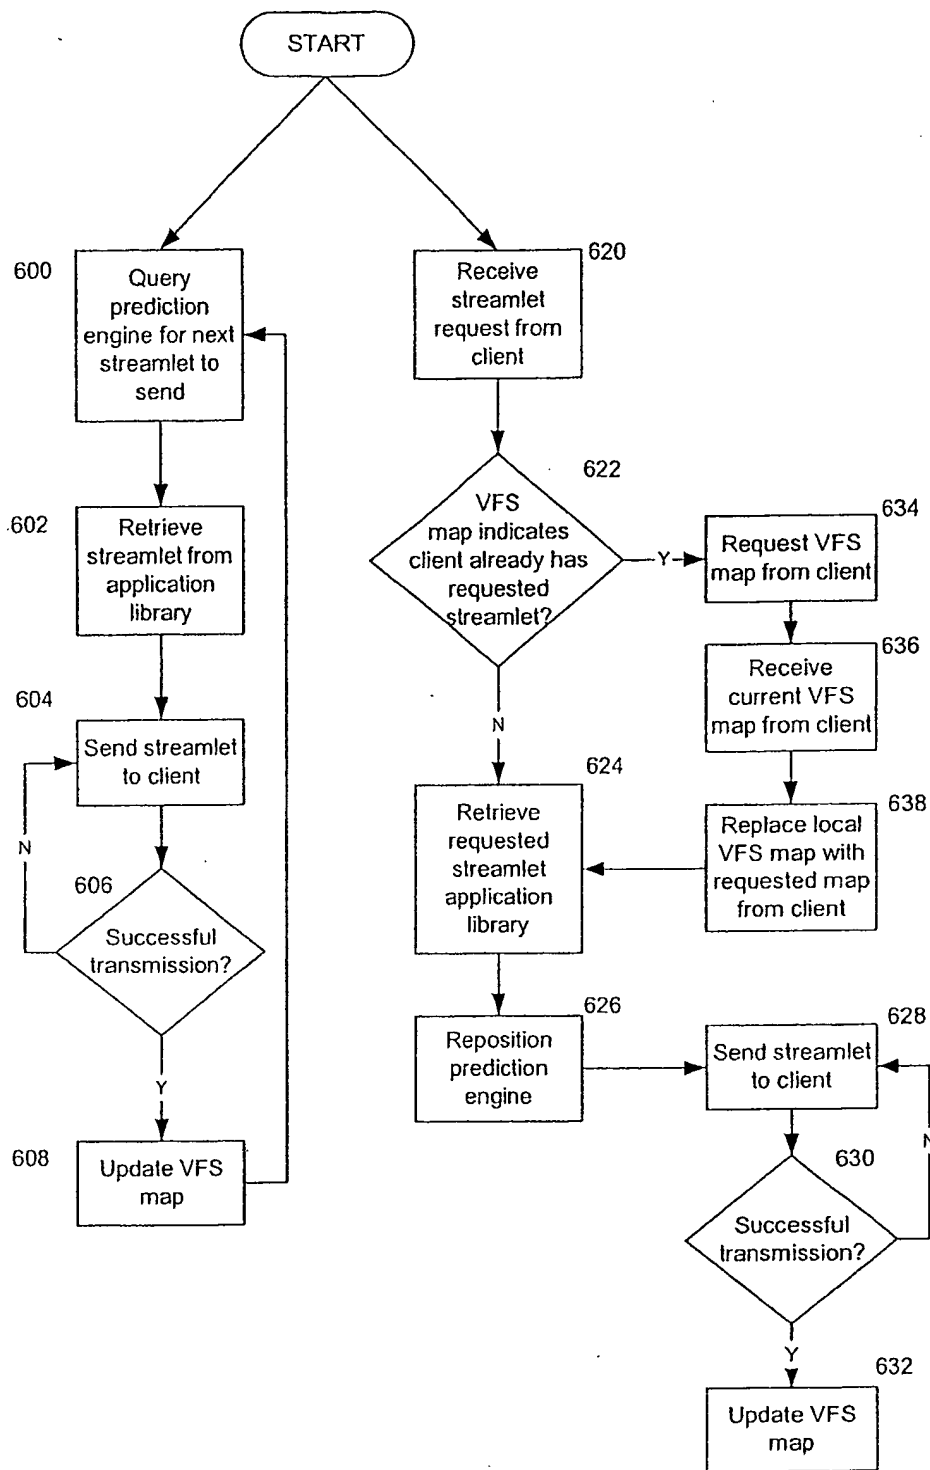 START
600
Query
prediction
engine for next
streamlet to
send
602
Retrieve
streamlet from
application
library
604
Send streamlet
to client
N
606
Successful
transmission?
Y
608
Update VFS
map
620
Receive
streamlet
request from
client
622
VFS
map indicates
client already has
requested
streamlet?
Y
N
634
Request VFS
map from client
636
Receive
current VFS
map from client
638
Replace local
VFS map with
requested map
from client
624
Retrieve
requested
streamlet
application
library
626
Reposition
prediction
engine
628
Send streamlet
to client
N
630
Successful
transmission?
Y
632
Update VFS
map